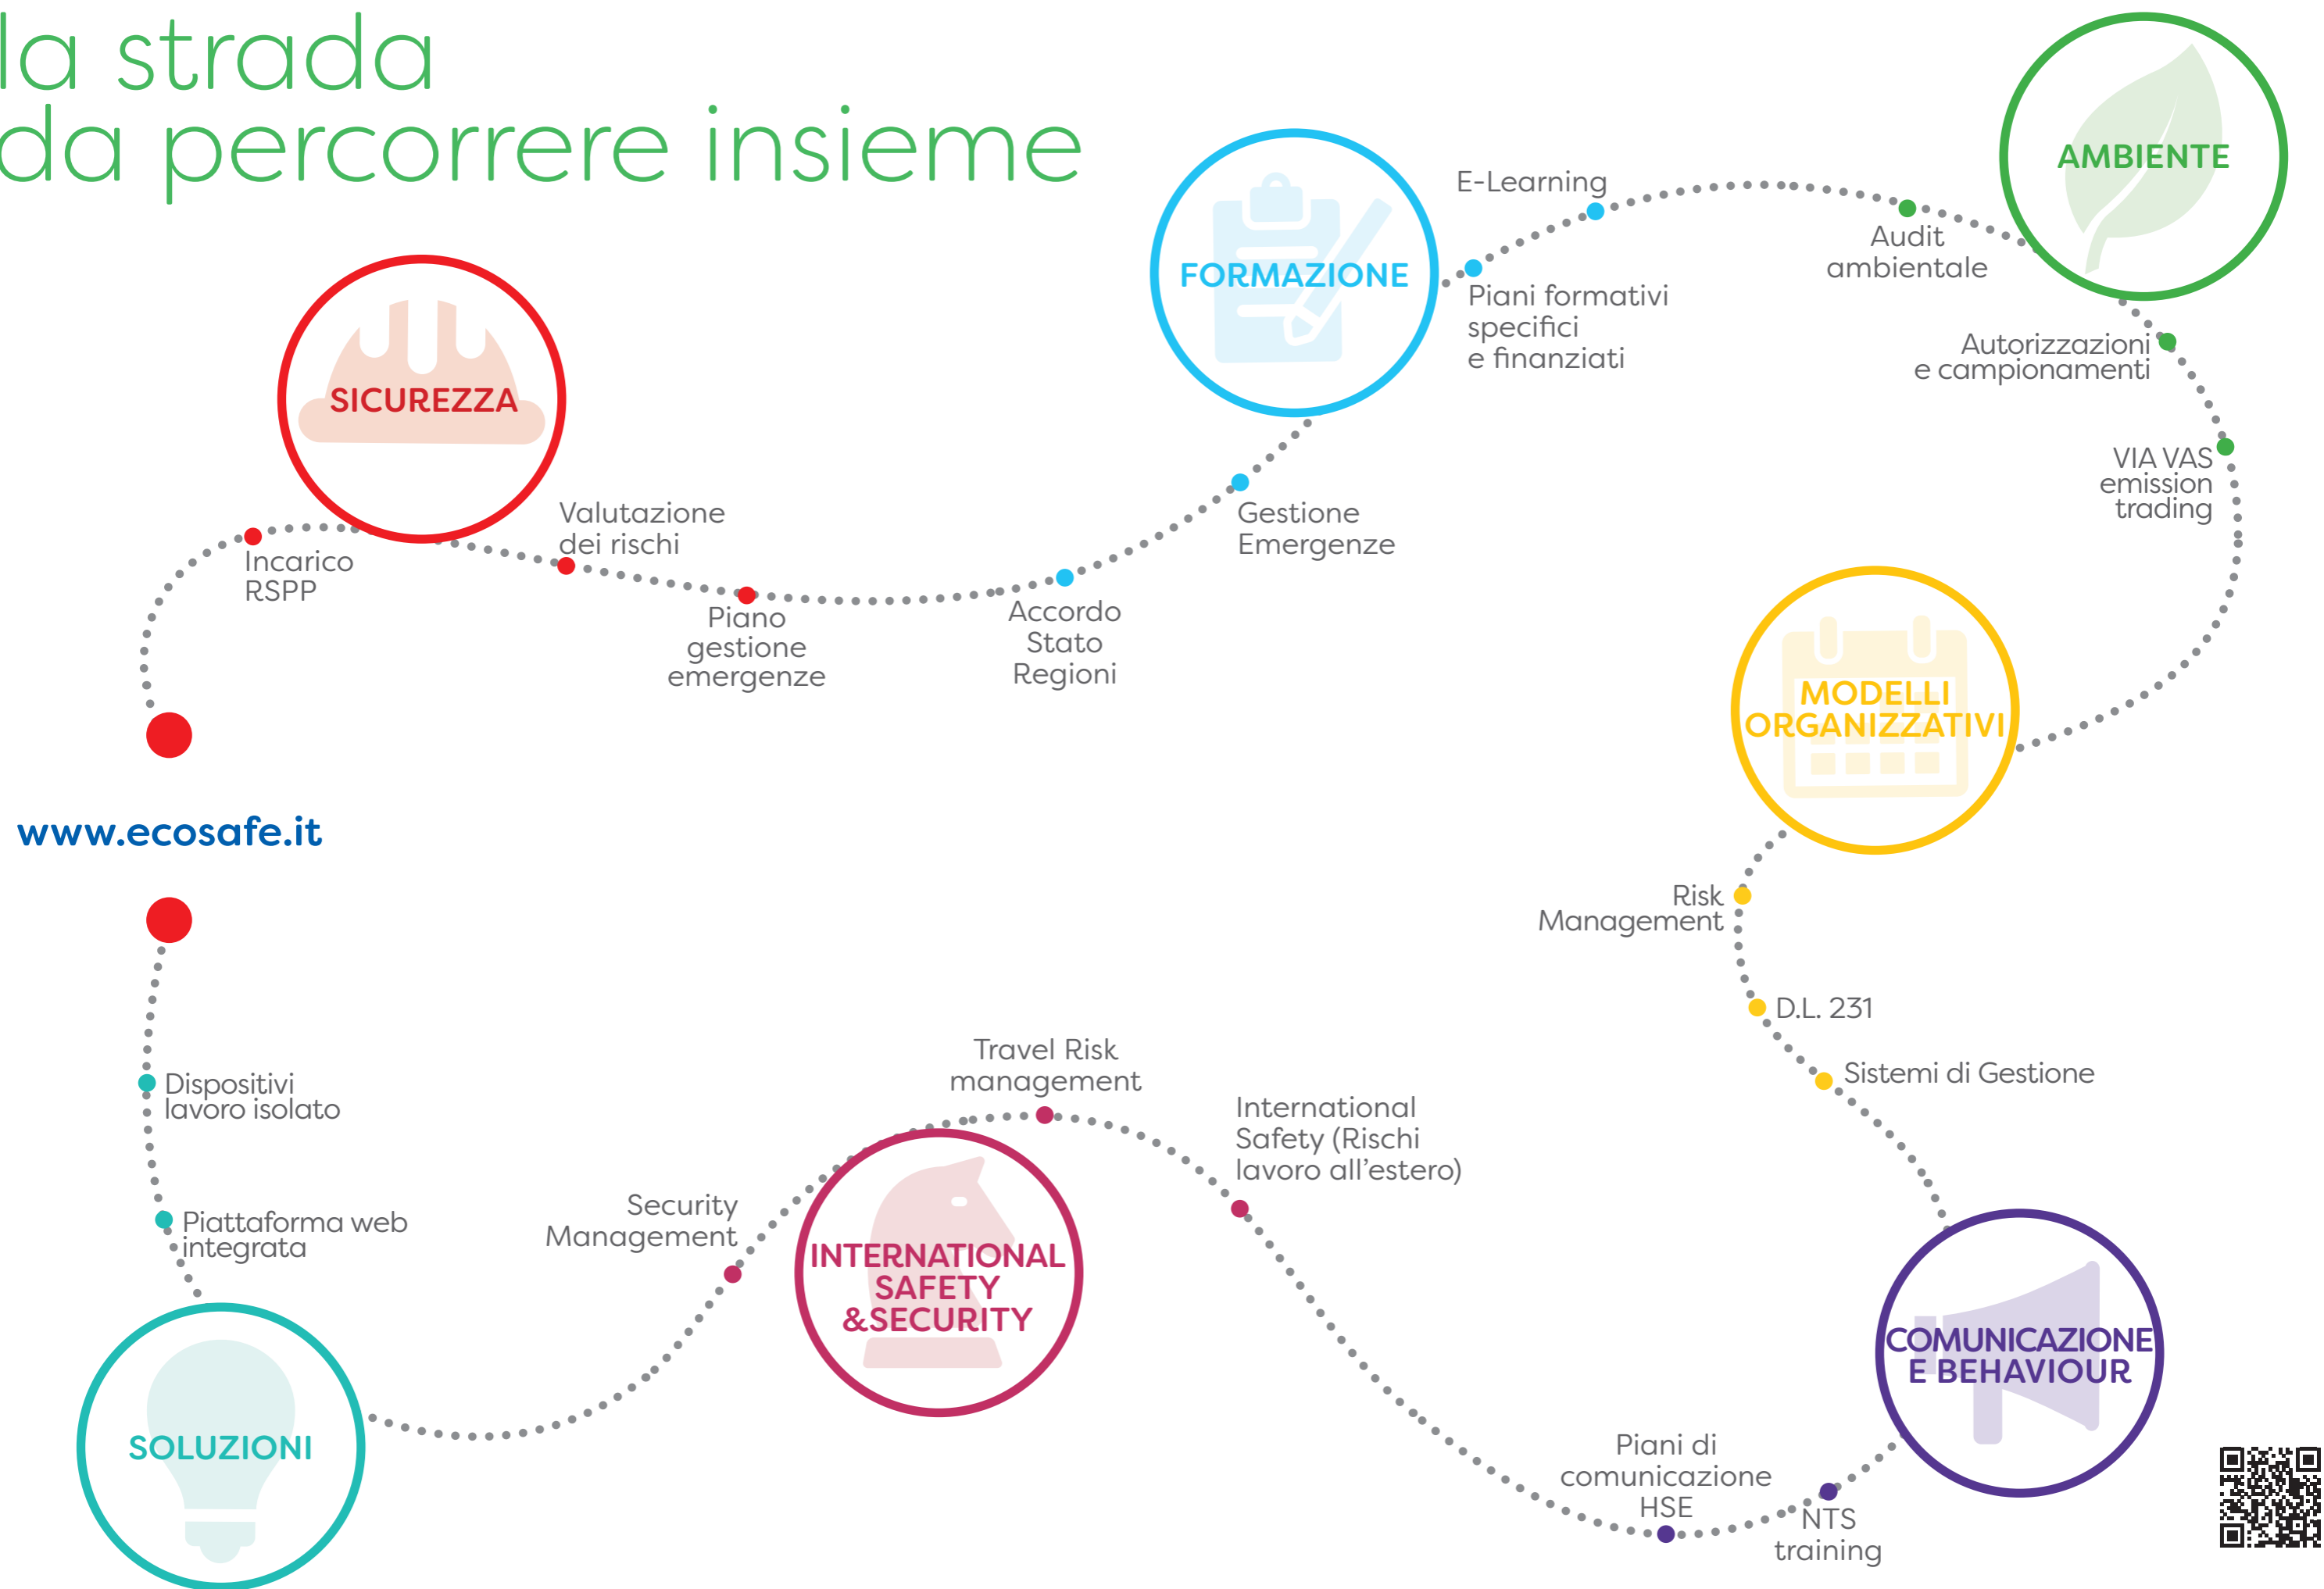 la strada
da percorrere insieme
SICUREZZA
Incarico
RSPP
Valutazione
dei rischi
Piano
gestione
emergenze
Accordo
Stato
Regioni
Gestione
Emergenze
FORMAZIONE
E-Learning
Piani formativi
specifici
e finanziati
Audit
ambientale
AMBIENTE
Autorizzazioni
e campionamenti
VIA VAS
emission
trading
MODELLI
ORGANIZZATIVI
Risk
Management
D.L. 231
Sistemi di Gestione
COMUNICAZIONE
E BEHAVIOUR
NTS
training
Piani di
comunicazione
HSE
International
Safety (Rischi
lavoro all'estero)
Travel Risk
management
INTERNATIONAL
SAFETY
&SECURITY
Security
Management
SOLUZIONI
Piattaforma web
integrata
Dispositivi
lavoro isolato
www.ecosafe.it